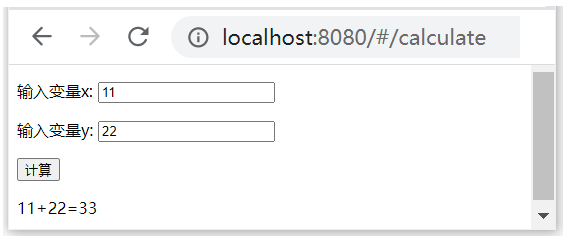 localhost:8080/#/calculate
输入变量x: 11
输入变量y: 22
计算
11+22=33